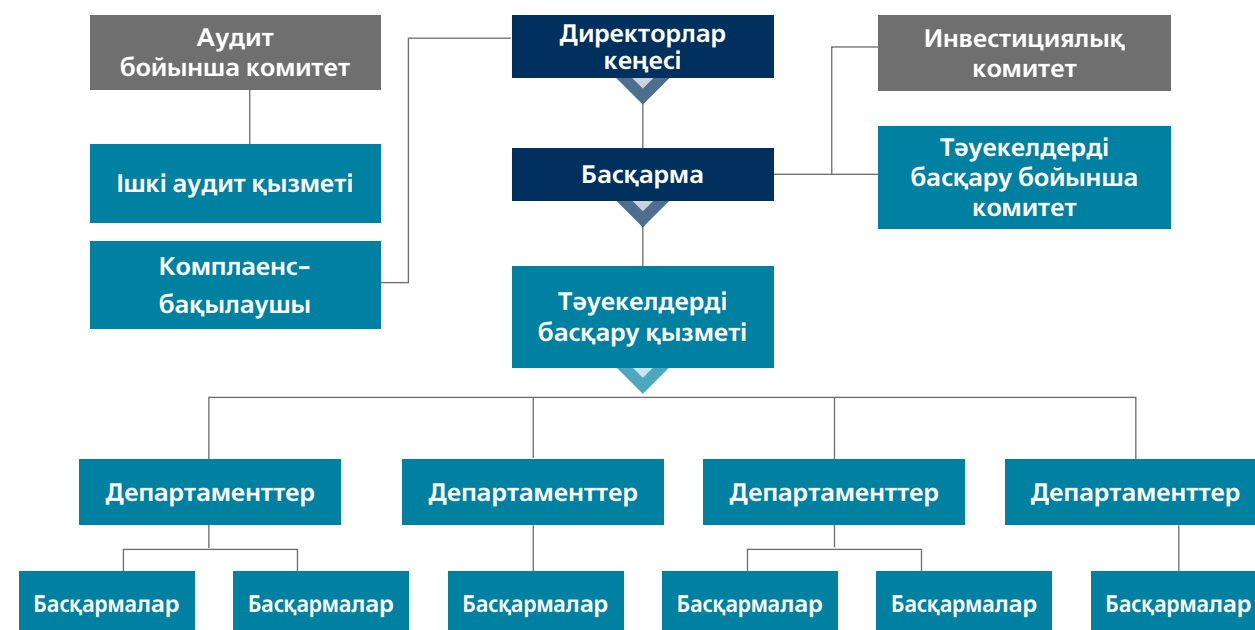 Аудит
бойынша комитет
Директорлар
кеңесі
Инвестициялық
комитет
Ішкі аудит қызметі
Басқарма
Тәуекелдерді
басқару бойынша
комитет
Комплаенс–
бақылаушы
Тәуекелдерді
басқару қызметі
Департаменттер
Департаменттер
Департаменттер
Департаменттер
Басқармалар
Басқармалар
Басқармалар
Басқармалар
Басқармалар
Басқармалар